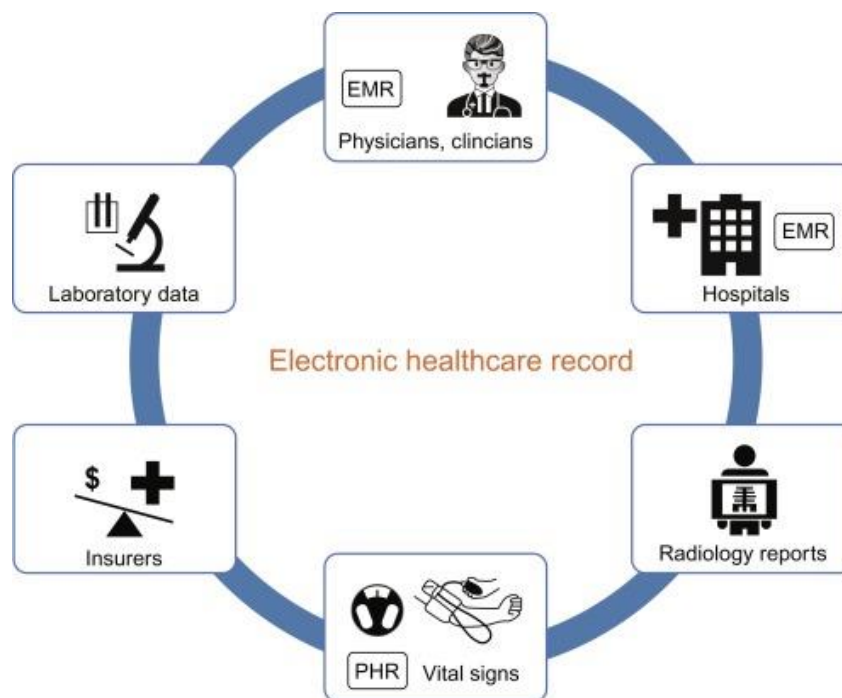 EMR
Physicians, clincians
EMR
Hospitals
Laboratory data
Electronic healthcare record
$
Insurers
Radiology reports
PHR
Vital signs